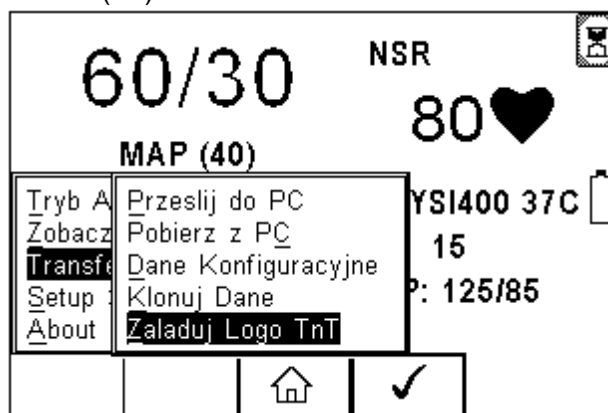 60/30
NSR
80
MAP (40)
Tryb A
Zobacz
Transfe
Setup
About
Przeslij do PC
Pobierz z PC
Dane Konfiguracyjne
Klonuj Dane
Zaladuj Logo TnT
YSI400 37C
15
P: 125/85